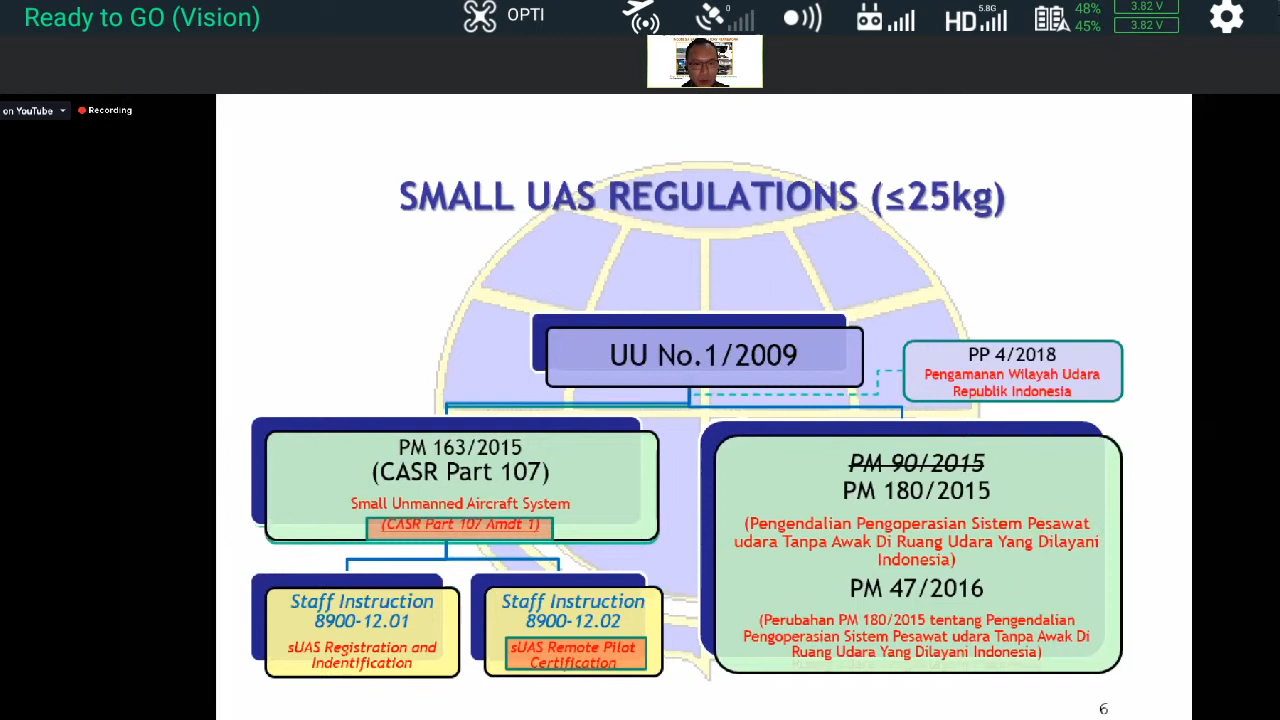 Ready to GO (Vision)
OPTI
0
5.8G
HD
48%
45%
3.82 V
3.82 V
on YouTube
Recording
SMALL UAS REGULATIONS (≤25kg)
UU No.1/2009
PP 4/2018
Pengamanan Wilayah Udara
Republik Indonesia
PM 163/2015
(CASR Part 107)
Small Unmanned Aircraft System
(CASR Part 107 Amdt 1)
PM 90/2015
PM 180/2015
(Pengendalian Pengoperasian Sistem Pesawat
udara Tanpa Awak Di Ruang Udara Yang Dilayani
Indonesia)
PM 47/2016
(Perubahan PM 180/2015 tentang Pengendalian
Pengoperasian Sistem Pesawat udara Tanpa Awak Di
Ruang Udara Yang Dilayani Indonesia)
Staff Instruction
8900-12.01
sUAS Registration and
Indentification
Staff Instruction
8900-12.02
sUAS Remote Pilot
Certification
6